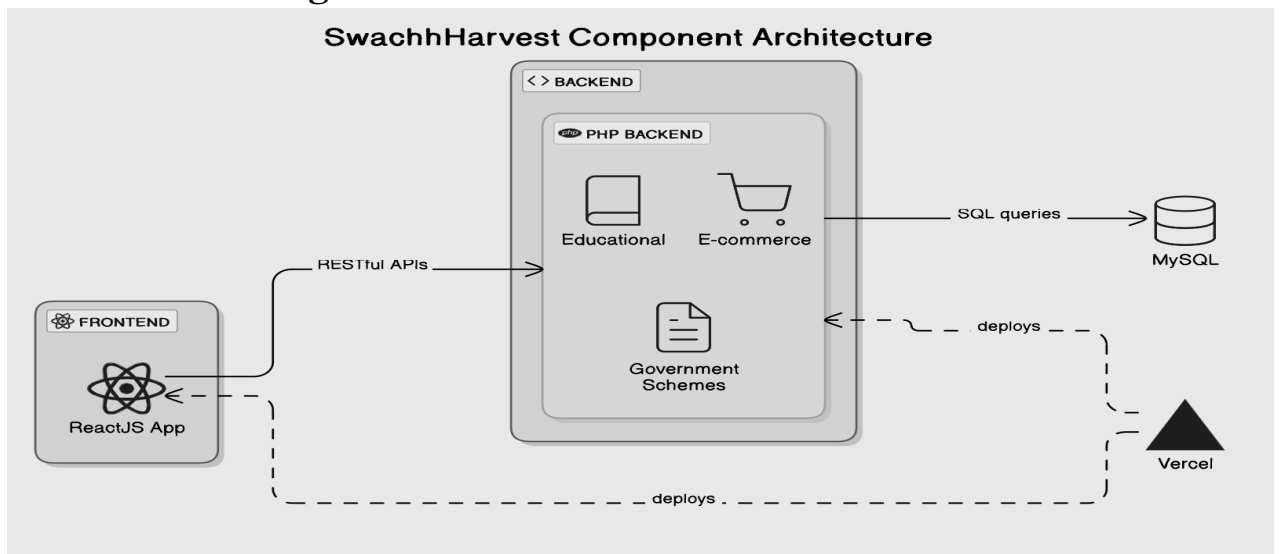 SwachhHarvest Component Architecture
< > BACKEND
php PHP BACKEND
Educational
E-commerce
SQL queries
MySQL
RESTful APIs
FRONTEND
deploys
Government
Schemes
ReactJS App
Vercel
deploys